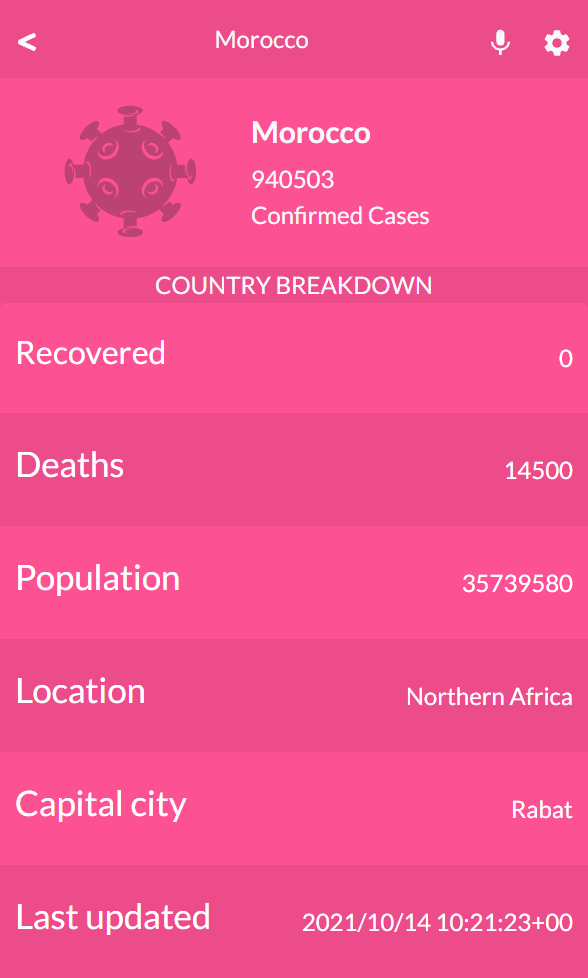 <
Morocco
Morocco
940503
Confirmed Cases
COUNTRY BREAKDOWN
Recovered
0
Deaths
14500
Population
35739580
Location
Northern Africa
Capital city
Rabat
Last updated
2021/10/14 10:21:23+00